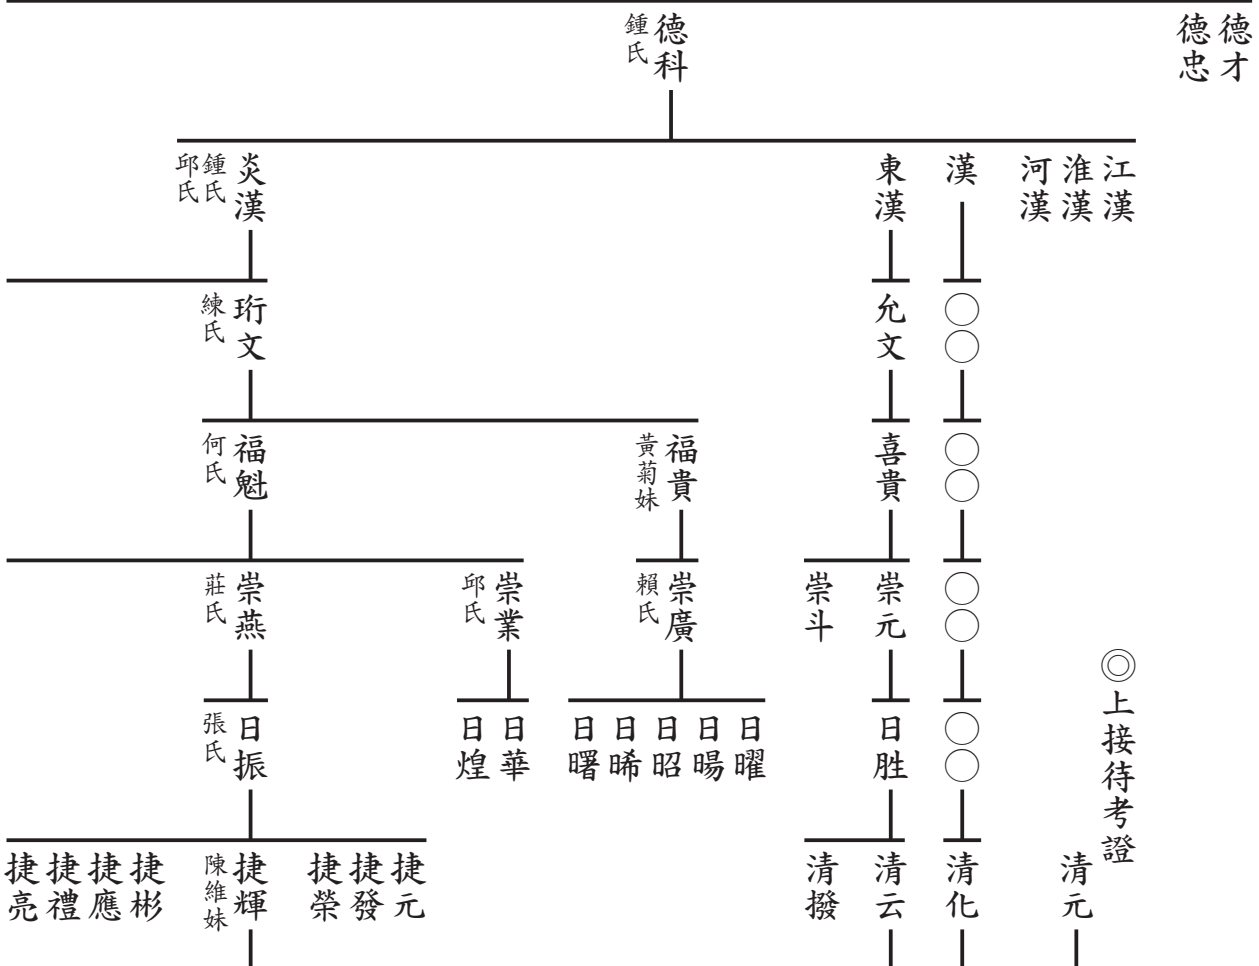 德才
德忠
德科
鍾氏
江漢
淮漢
河漢
漢
東漢
炎漢
鍾氏
邱氏
○○
允文
珩文
練氏
○○
喜貴
福貴
黃菊妹
福魁
何氏
◎上接待考證
○○
崇元
崇斗
崇廣
賴氏
崇業
邱氏
崇燕
莊氏
○○
日胜
日曜
日暘
日昭
日晞
日曙
日華
日煌
日振
張氏
清元
清化
清云
清撥
捷元
捷發
捷榮
捷輝
陳維妹
捷彬
捷應
捷禮
捷亮